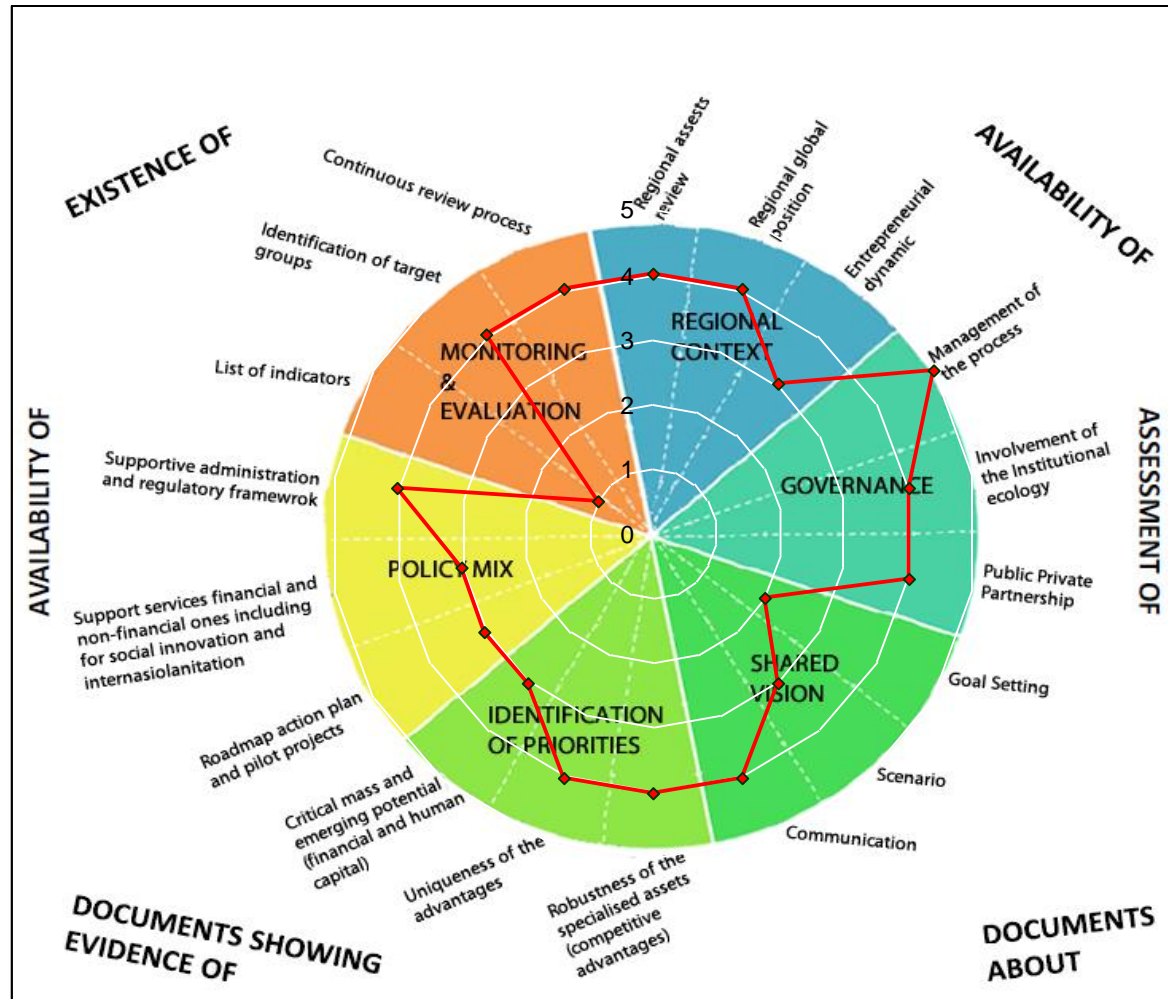 EXISTENCE OF
AVAILABILITY OF
Continuous review process
Identification of target
groups
List of indicators
Regional assests
review
Regional global
position
Entrepreneurial
dynamic
Management of
the process
Involvement of
the Institutional
ecology
Public Private
Partnership
ASSESSMENT OF
5
4
3
2
1
0
REGIONAL
CONTEXT
GOVERNANCE
SHARED
VISION
IDENTIFICATION
OF PRIORITIES
POLICY MIX
MONITORING
&
EVALUATION
AVAILABILITY OF
Supportive administration
and regulatory framewrok
Support services financial and
non-financial ones including
for social innovation and
internasiolanitation
Roadmap action plan
and pilot projects
Critical mass and
emerging potential
(financial and human
capital)
Uniqueness of the
advantages
Robustness of the
specialised assets
(competitive
advantages)
Communication
Scenario
Goal Setting
DOCUMENTS SHOWING
EVIDENCE OF
DOCUMENTS
ABOUT